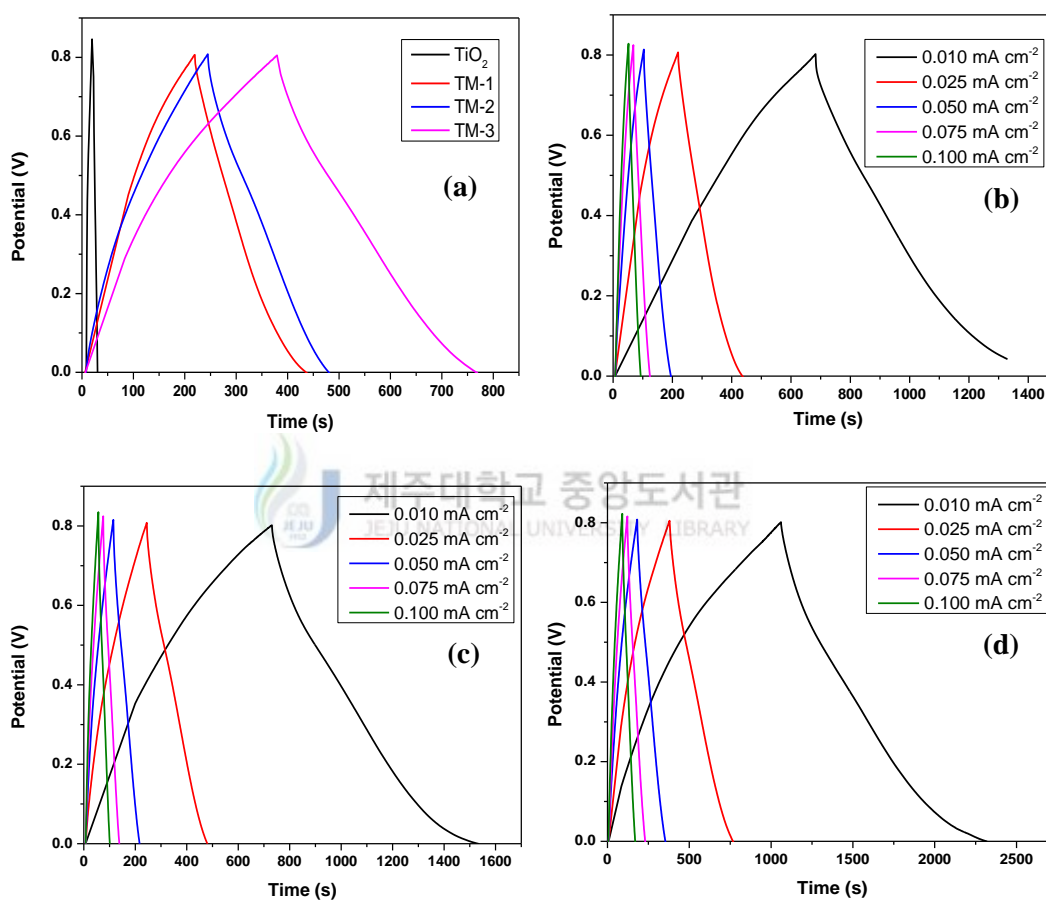 0.8
0.6
0.4
0.2
0.0
Potential (V)
0 100 200 300 400 500 600 700 800
Time (s)
TiO₂
TM-1
TM-2
TM-3
(a)
0.8
0.6
0.4
0.2
0.0
Potential (V)
0 200 400 600 800 1000 1200 1400
Time (s)
0.010 mA cm⁻²
0.025 mA cm⁻²
0.050 mA cm⁻²
0.075 mA cm⁻²
0.100 mA cm⁻²
(b)
제주대학교 중앙도서관
JEJU NATIONAL UNIVERSITY LIBRARY
JEJU
0.8
0.6
0.4
0.2
0.0
Potential (V)
0 200 400 600 800 1000 1200 1400 1600
Time (s)
0.010 mA cm⁻²
0.025 mA cm⁻²
0.050 mA cm⁻²
0.075 mA cm⁻²
0.100 mA cm⁻²
(c)
0.8
0.6
0.4
0.2
0.0
Potential (V)
0 500 1000 1500 2000 2500
Time (s)
0.010 mA cm⁻²
0.025 mA cm⁻²
0.050 mA cm⁻²
0.075 mA cm⁻²
0.100 mA cm⁻²
(d)